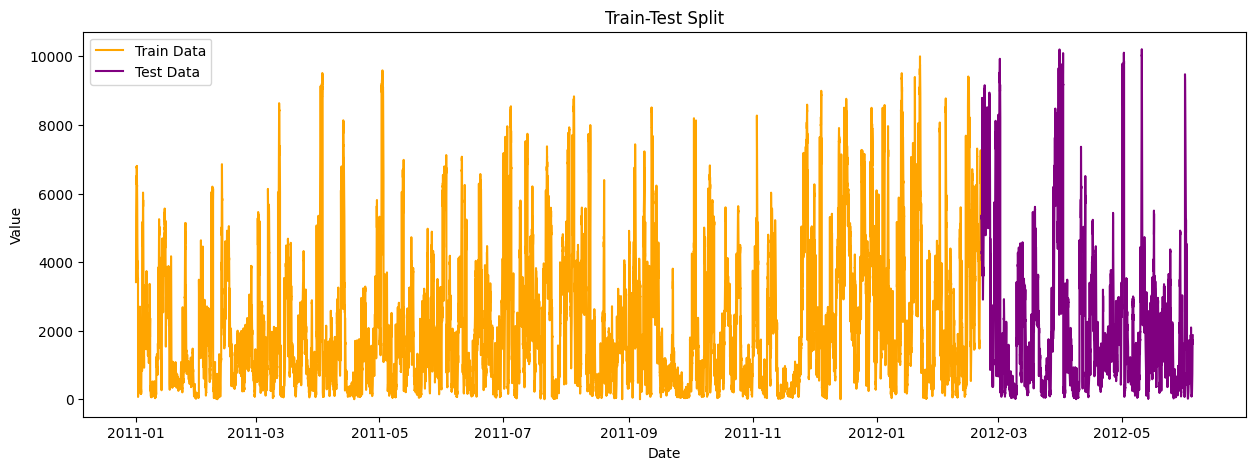 Train-Test Split
Train Data
Test Data
Value
10000
8000
6000
4000
2000
0
2011-01 2011-03 2011-05 2011-07 2011-09 2011-11 2012-01 2012-03 2012-05
Date